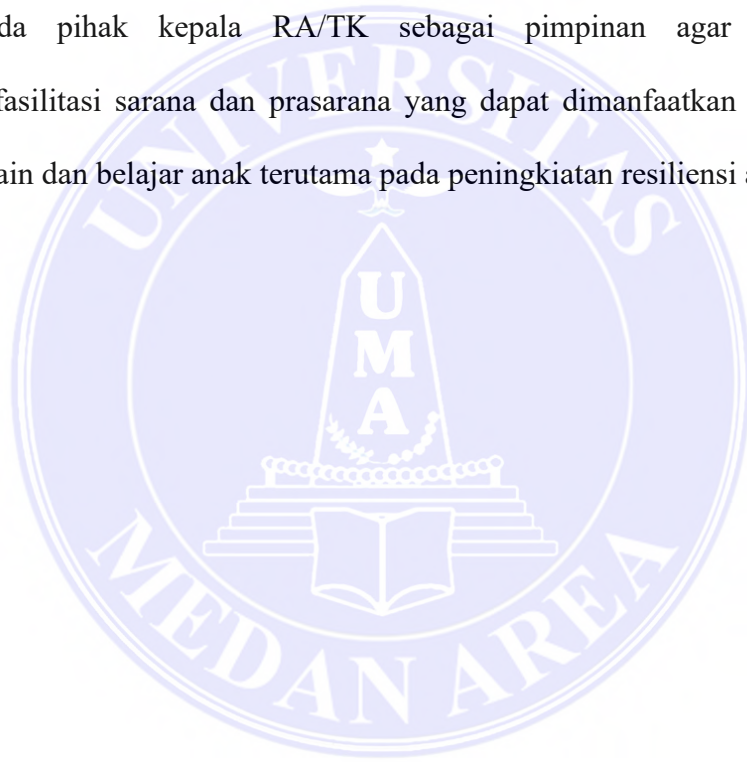 da pihak kepala RA/TK sebagai pimpinan agar
fasilitasi sarana dan prasarana yang dapat dimanfaatkan
ain dan belajar anak terutama pada peningkiatan resiliensi a
UNIVERSITAS
UMA
MEDAN AREA